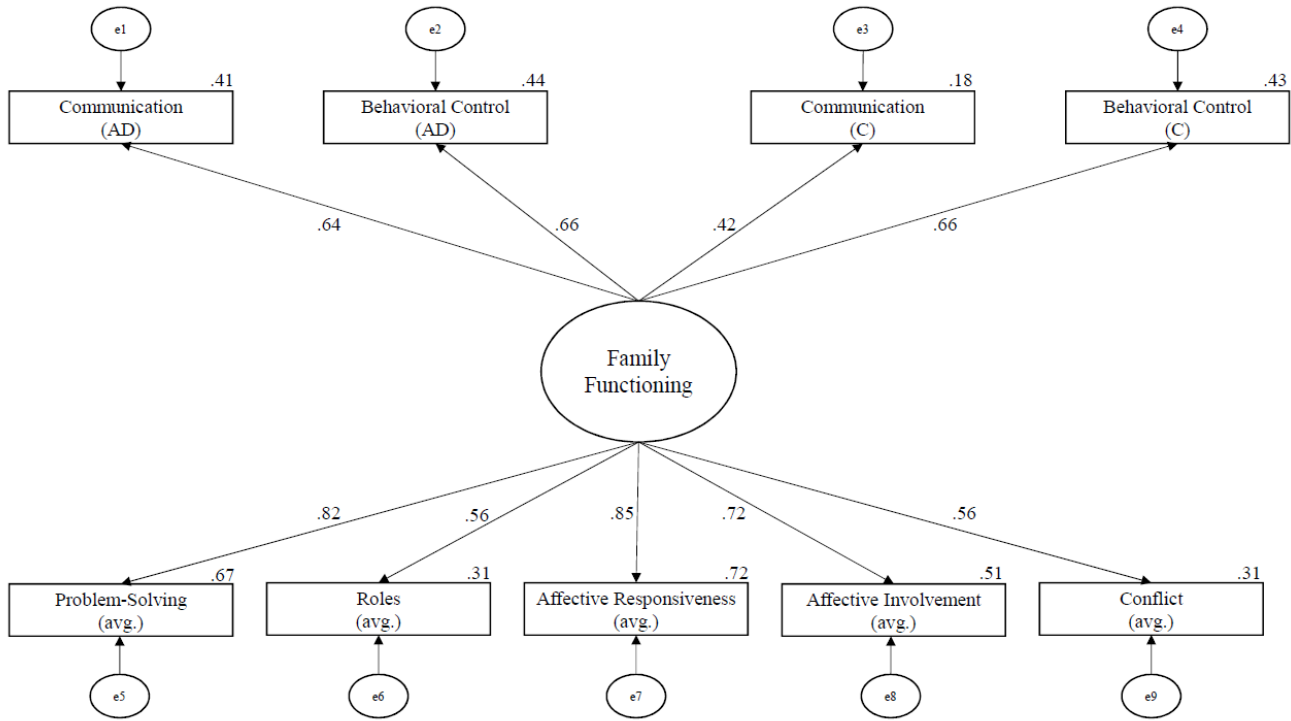 e1
e2
e3
e4
.41
.44
.18
.43
Communication
(AD)
Behavioral Control
(AD)
Communication
(C)
Behavioral Control
(C)
.64
.66
.42
.66
Family
Functioning
.82
.56
.85
.72
.56
.67
.31
.72
.51
.31
Problem-Solving
(avg.)
Roles
(avg.)
Affective Responsiveness
(avg.)
Affective Involvement
(avg.)
Conflict
(avg.)
e5
e6
e7
e8
e9